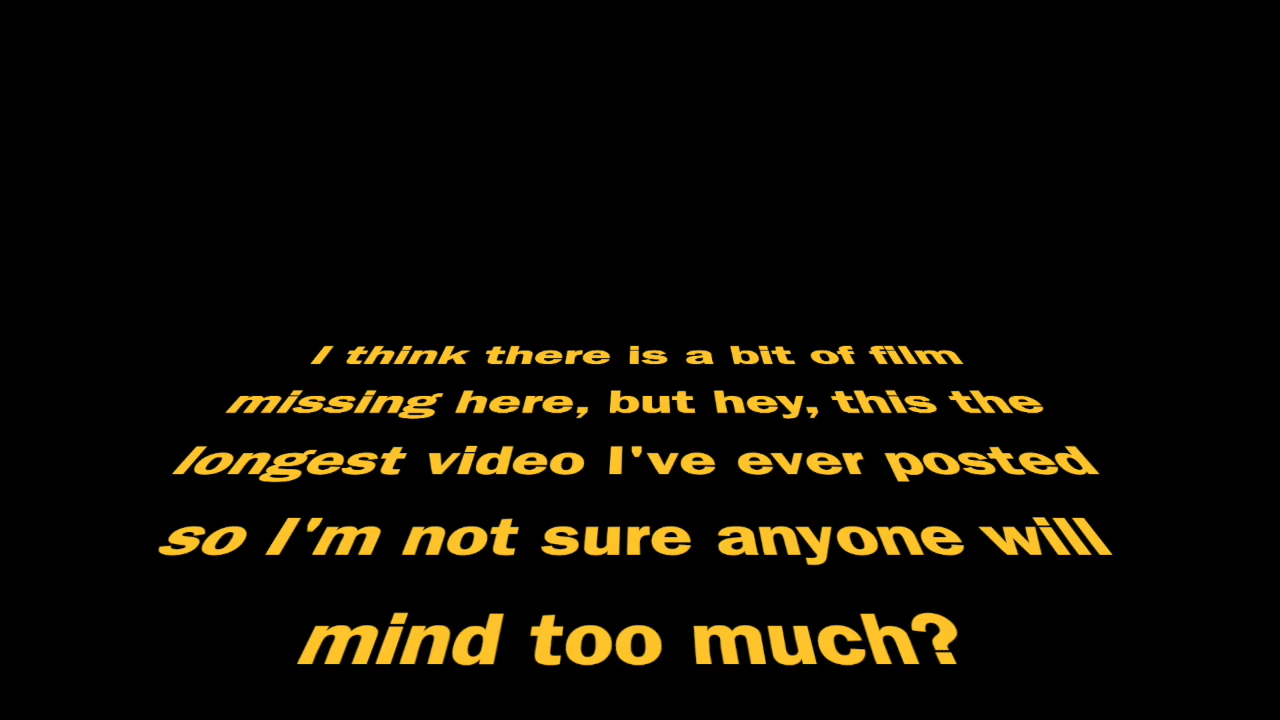 I think there is a bit of film
missing here, but hey, this the
longest video I've ever posted
so I'm not sure anyone will
mind too much?